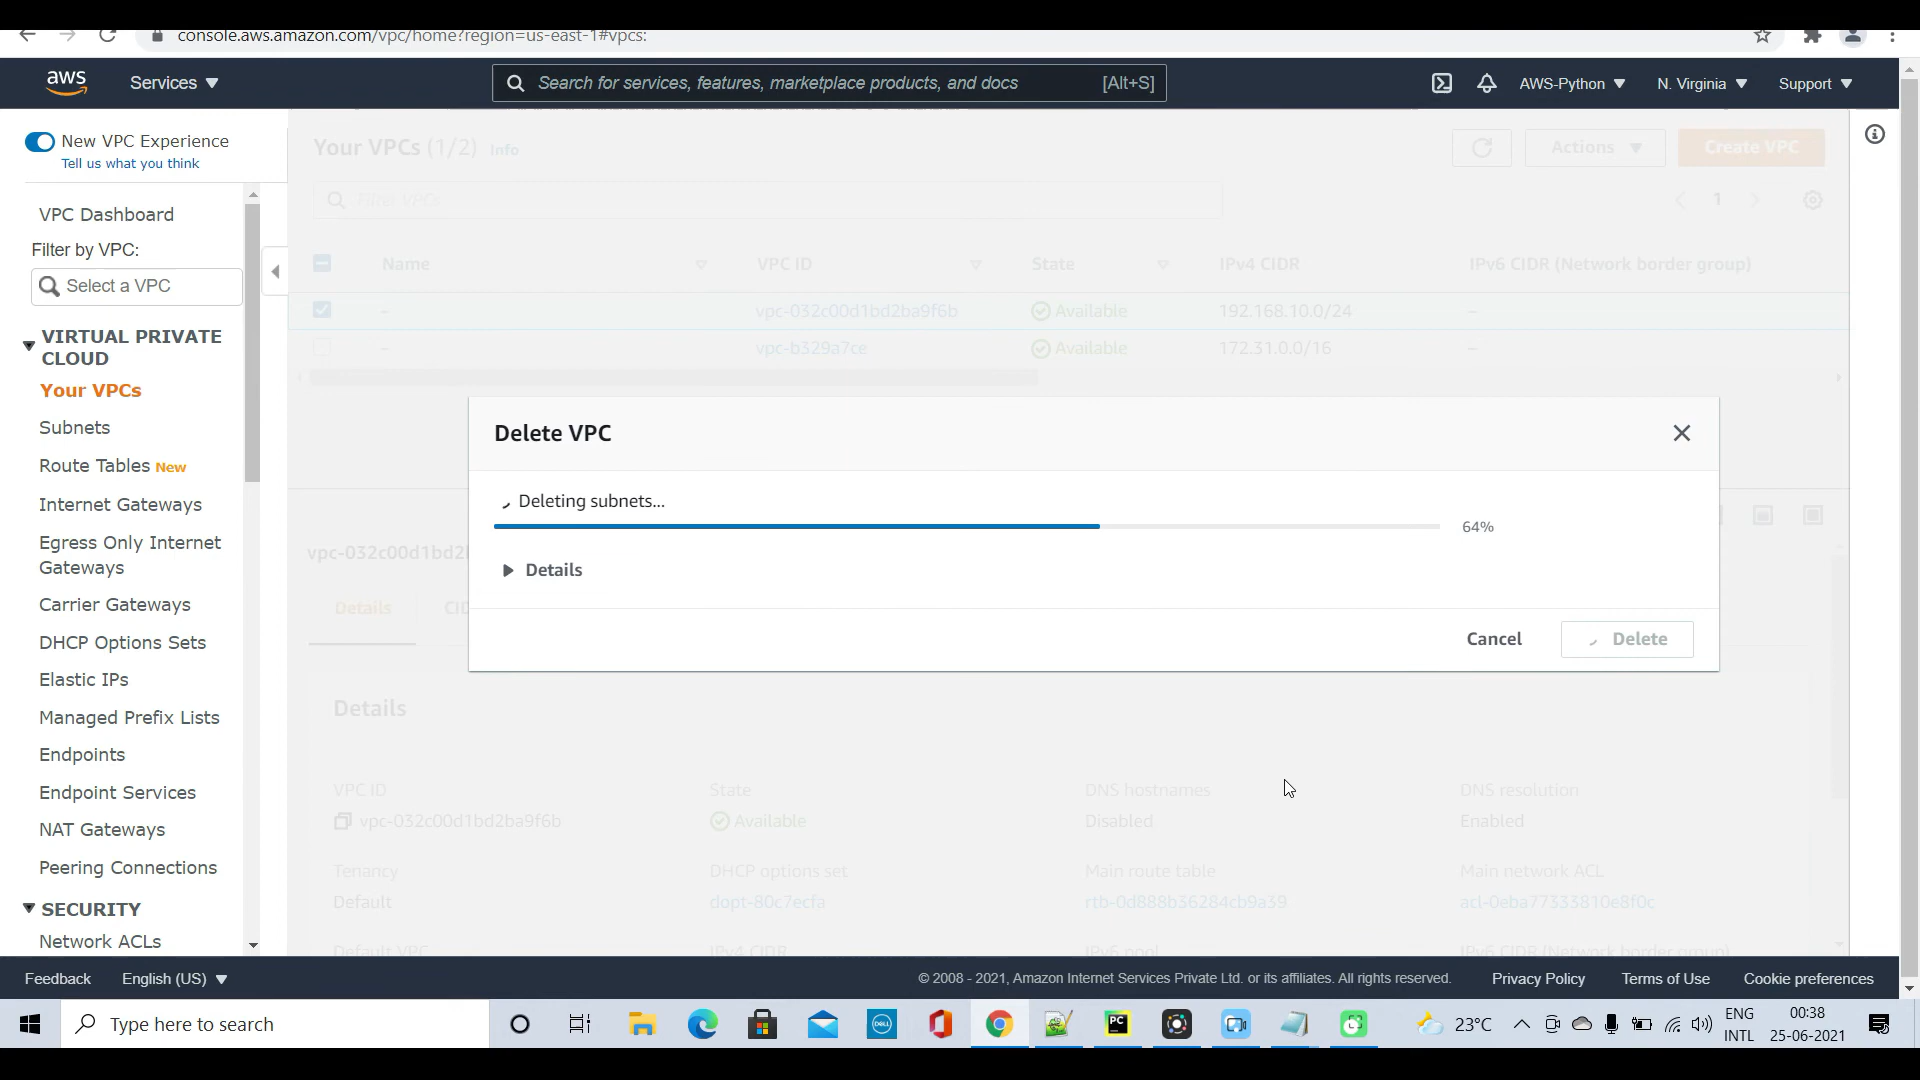 console.aws.amazon.com/vpc/home?region=us-east-1#vpcs:
aws Services Search for services, features, marketplace products, and docs [Alt+S] AWS-Python N. Virginia Support
New VPC Experience
Tell us what you think
Your VPCs (1/2) Info Actions Create VPC
Filter VPCs 1
VPC Dashboard
Filter by VPC:
Select a VPC
Name VPC ID State IPv4 CIDR IPv6 CIDR (Network border group)
– vpc-032c00d1bd2ba9f6b Available 192.168.10.0/24 –
– vpc-b329a7ce Available 172.31.0.0/16 –
VIRTUAL PRIVATE
CLOUD
Your VPCs
Subnets
Route Tables New
Internet Gateways
Egress Only Internet
Gateways
Carrier Gateways
DHCP Options Sets
Elastic IPs
Managed Prefix Lists
Endpoints
Endpoint Services
NAT Gateways
Peering Connections
SECURITY
Network ACLs
Delete VPC
Deleting subnets...
64%
Details
Cancel Delete
vpc-032c00d1bd2
Details CID
Details
VPC ID State DNS hostnames DNS resolution
vpc-032c00d1bd2ba9f6b Available Disabled Enabled
Tenancy DHCP options set Main route table Main network ACL
Default dopt-80c7ecfa rtb-0d888b36284cb9a39 acl-0eba77333810e8f0c
Default VPC IPv4 CIDR IPv6 pool IPv6 CIDR (Network border group)
Feedback English (US) © 2008 - 2021, Amazon Internet Services Private Ltd. or its affiliates. All rights reserved. Privacy Policy Terms of Use Cookie preferences
Type here to search DELL PC 23°C ENG 00:38
INTL 25-06-2021